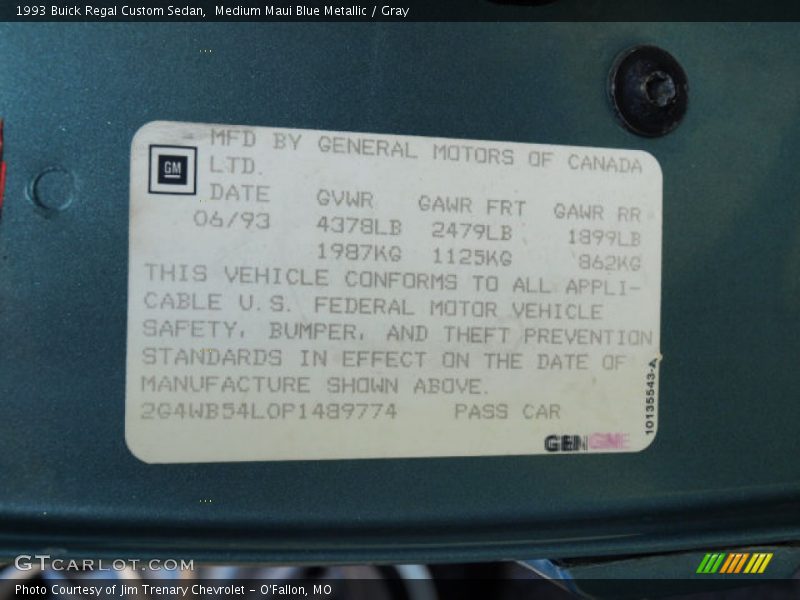 1993 Buick Regal Custom Sedan,  Medium Maui Blue Metallic / Gray
MFD BY GENERAL MOTORS OF CANADA
GM LTD.
DATE GVWR GAWR FRT GAWR RR
06/93 4378LB 2479LB 1899LB
1987KG 1125KG 862KG
THIS VEHICLE CONFORMS TO ALL APPLI-
CABLE U.S. FEDERAL MOTOR VEHICLE
SAFETY, BUMPER, AND THEFT PREVENTION
STANDARDS IN EFFECT ON THE DATE OF
MANUFACTURE SHOWN ABOVE.
2G4WB54L0P1489774 PASS CAR
10135543-A
GTCARLOT.COM
Photo Courtesy of Jim Trenary Chevrolet - O'Fallon, MO